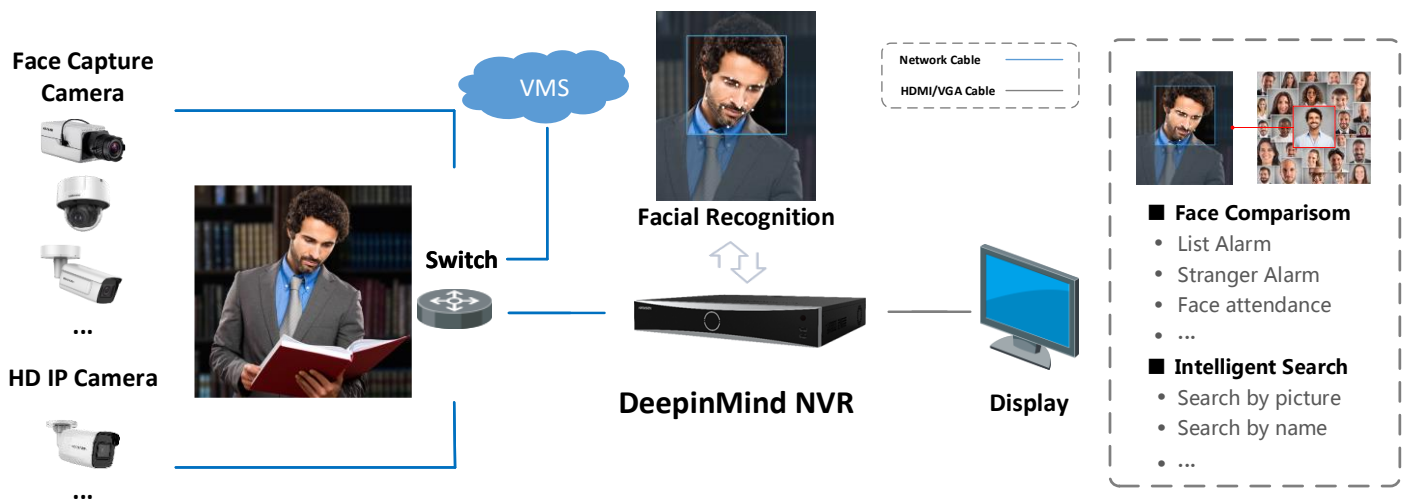 Face Capture
Camera
...
HD IP Camera
...
VMS
Switch
Facial Recognition
DeepinMind NVR
Network Cable
HDMI/VGA Cable
Display
■ Face Comparisom
• List Alarm
• Stranger Alarm
• Face attendance
• ...
■ Intelligent Search
• Search by picture
• Search by name
• ...